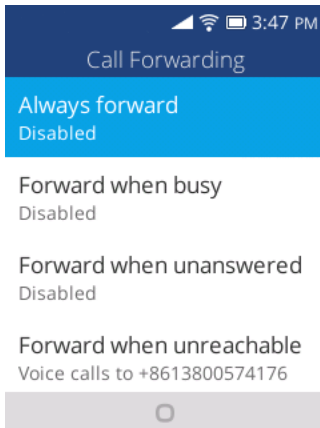 3:47 PM
Call Forwarding
Always forward
Disabled
Forward when busy
Disabled
Forward when unanswered
Disabled
Forward when unreachable
Voice calls to +8613800574176